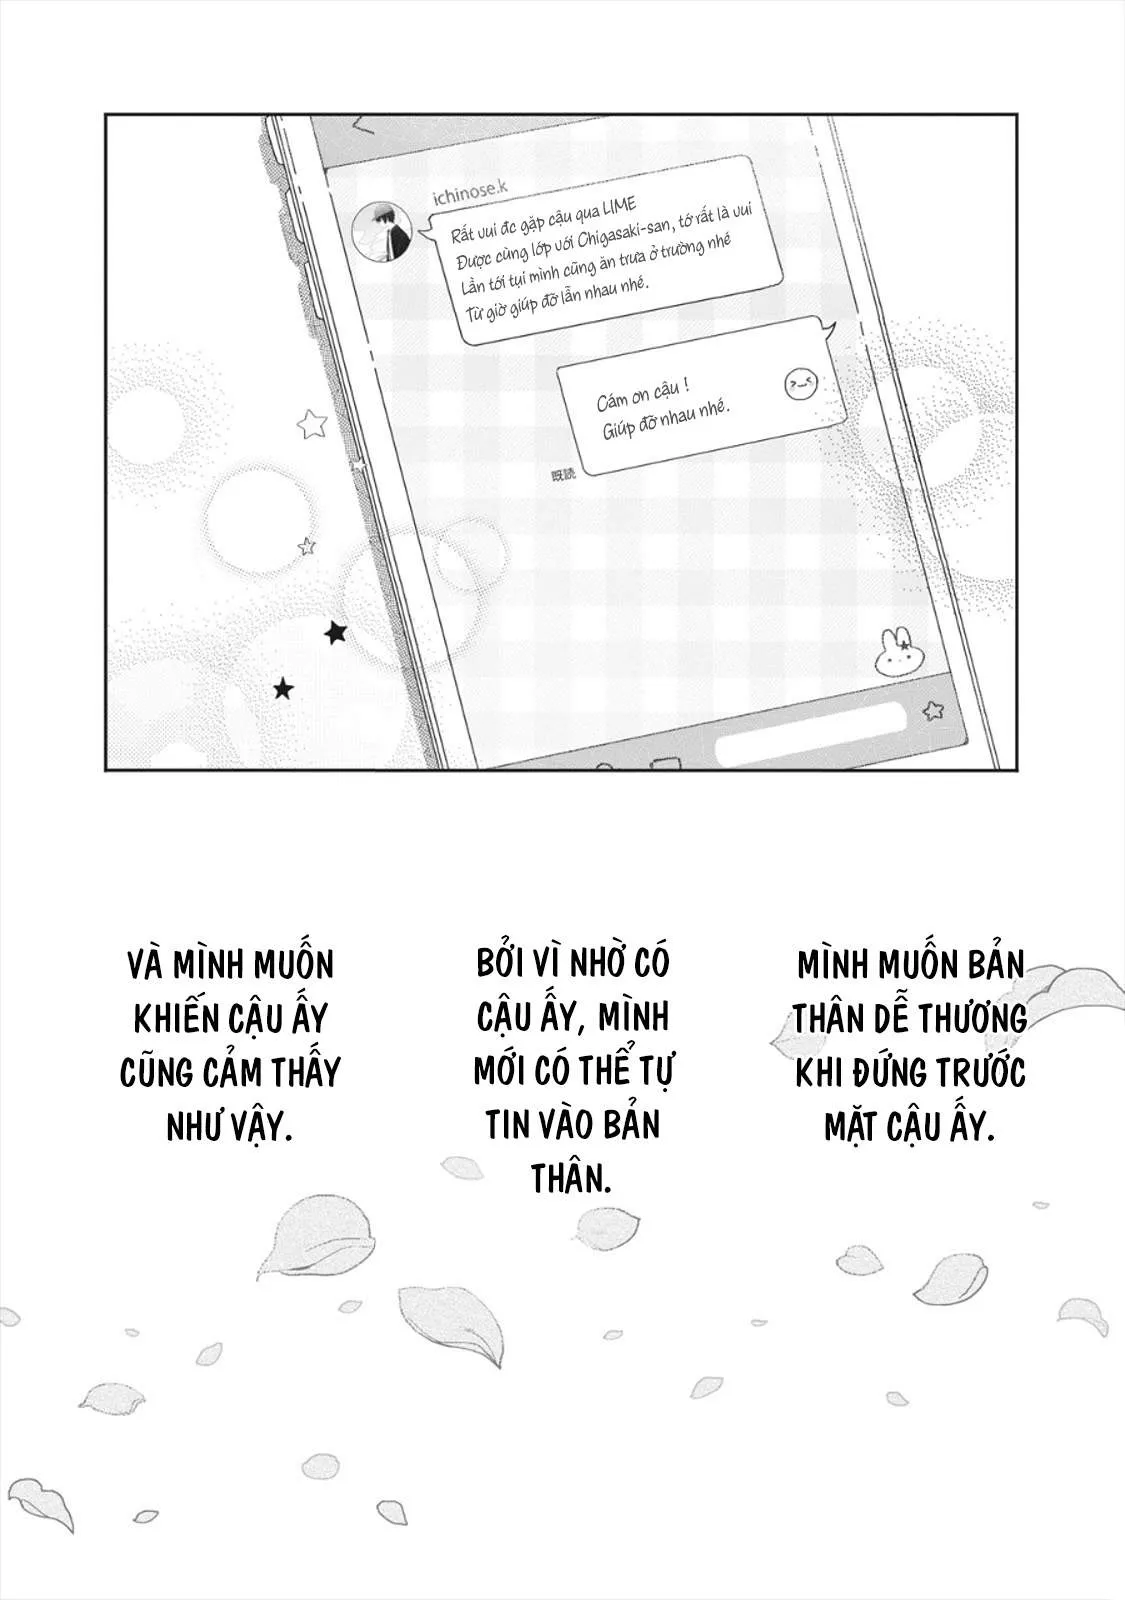 ichinose.k
Rất vui đc gặp cậu qua LIME
Được cùng lớp với Chigasaki-san, tớ rất là vui
Lần tới tụi mình cũng ăn trưa ở trường nhé
Từ giờ giúp đỡ lẫn nhau nhé.
Cám ơn cậu !
Giúp đỡ nhau nhé.
既読
MÌNH MUỐN BẢN
THÂN DỄ THƯƠNG
KHI ĐỨNG TRƯỚC
MẶT CẬU ẤY.
BỞI VÌ NHỜ CÓ
CẬU ẤY, MÌNH
MỚI CÓ THỂ TỰ
TIN VÀO BẢN
THÂN.
VÀ MÌNH MUỐN
KHIẾN CẬU ẤY
CŨNG CẢM THẤY
NHƯ VẬY.